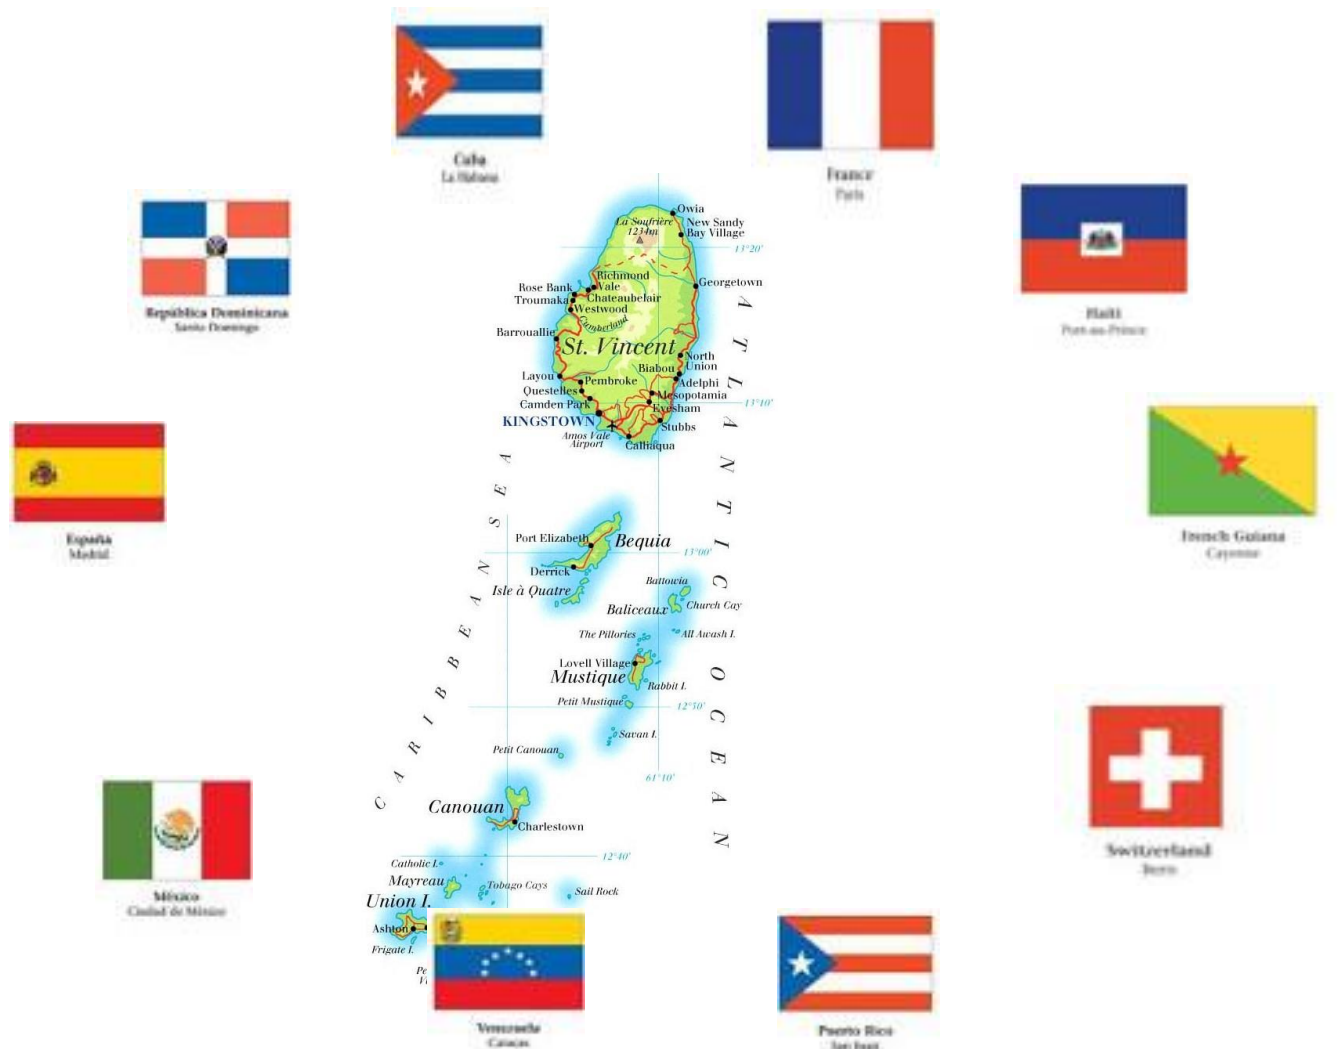 Cuba
La Habana
France
Paris
República Dominicana
Santo Domingo
Haiti
Port-au-Prince
España
Madrid
French Guiana
Cayenne
México
Ciudad de México
Switzerland
Venezuela
Caracas
Puerto Rico
San Juan
Owia
La Soufrière
1234m
New Sandy
Bay Village
13°20'
Richmond
Vale
Georgetown
Rose Bank
Chateaubelair
Troumaka
Westwood
Cumberland
Barrouallie
St. Vincent
North
Union
Biabou
Layou
Pembroke
Adelphi
Questelles
Mesopotamia
Camden Park
Evesham
13°10'
KINGSTOWN
Stubbs
Amos Vale
Airport
Calliaqua
ATLANTIC OCEAN
CARIBBEAN SEA
Port Elizabeth
Bequia
13°00'
Derrick
Isle à Quatre
Battowia
Baliceaux
Church Cay
The Pillories
All Awash I.
Lovell Village
Mustique
Rabbit I.
Petit Mustique
12°50'
Savan I.
Petit Canouan
61°10'
Canouan
Charlestown
12°40'
Catholic I.
Mayreau
Tobago Cays
Sail Rock
Union I.
Ashton
Frigate I.